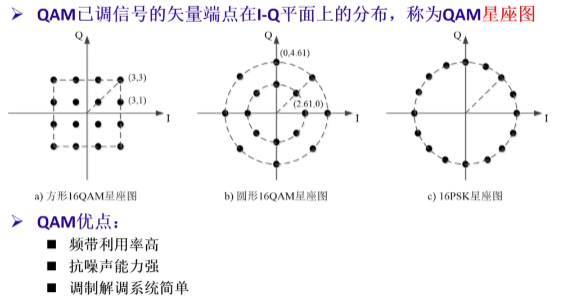 ➢ QAM已调信号的矢量端点在I-Q平面上的分布，称为QAM星座图
Q Q Q
(0,4.61)
(3,3)
(3,1) (2.61,0)
I I I
a) 方形16QAM星座图 b) 圆形16QAM星座图 c) 16PSK星座图
➢ QAM优点：
■ 频带利用率高
■ 抗噪声能力强
■ 调制解调系统简单